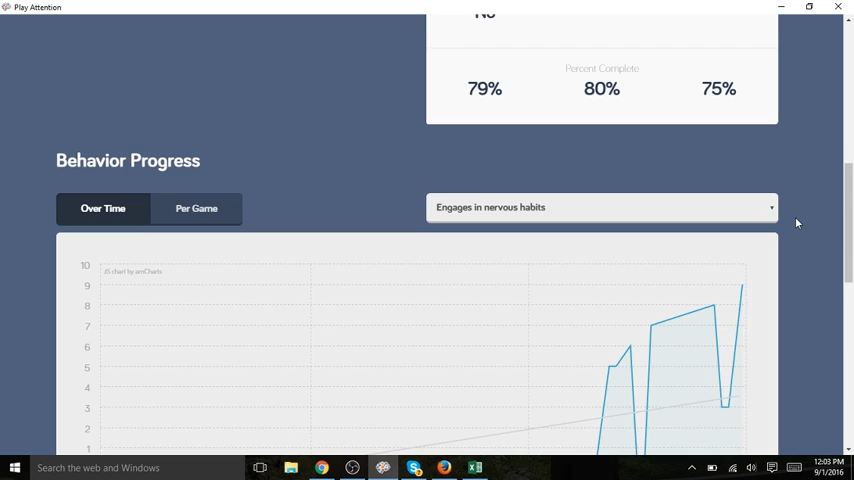 Play Attention
No
Percent Complete
79% 80% 75%
Behavior Progress
Over Time Per Game Engages in nervous habits
10
JS chart by amCharts
9
8
7
6
5
4
3
2
1
Search the web and Windows
12:03 PM
9/1/2016